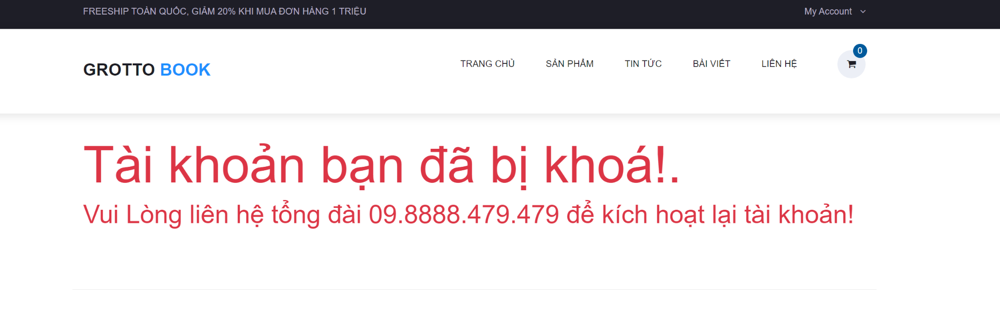 FREESHIP TOÀN QUỐC, GIẢM 20% KHI MUA ĐƠN HÀNG 1 TRIỆU
My Account
GROTTO BOOK
TRANG CHỦ
SẢN PHẨM
TIN TỨC
BÀI VIẾT
LIÊN HỆ
0
Tài khoản bạn đã bị khoá!.
Vui Lòng liên hệ tổng đài 09.8888.479.479 để kích hoạt lại tài khoản!